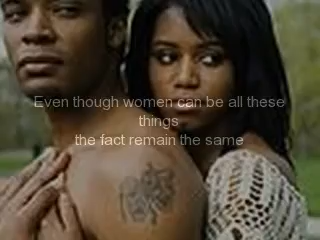 Even though women can be all these
things
the fact remain the same